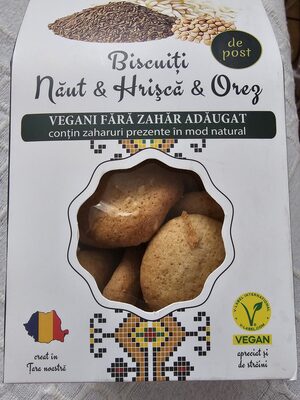 de
post
Biscuiți
Năut & Hrișcă & Orez
VEGANI FĂRĂ ZAHĂR ADĂUGAT
conțin zaharuri prezente în mod natural
VEGAN
creat în
Țara noastră
apreciat și
de străini